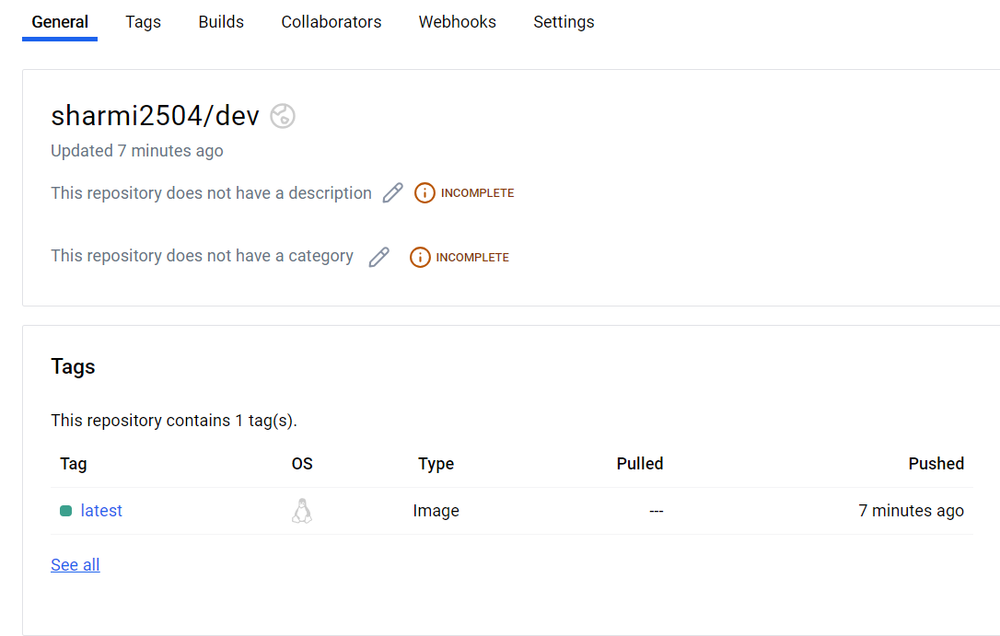 General Tags Builds Collaborators Webhooks Settings
sharmi2504/dev
Updated 7 minutes ago
This repository does not have a description INCOMPLETE
This repository does not have a category INCOMPLETE
Tags
This repository contains 1 tag(s).
Tag OS Type Pulled Pushed
latest Image --- 7 minutes ago
See all